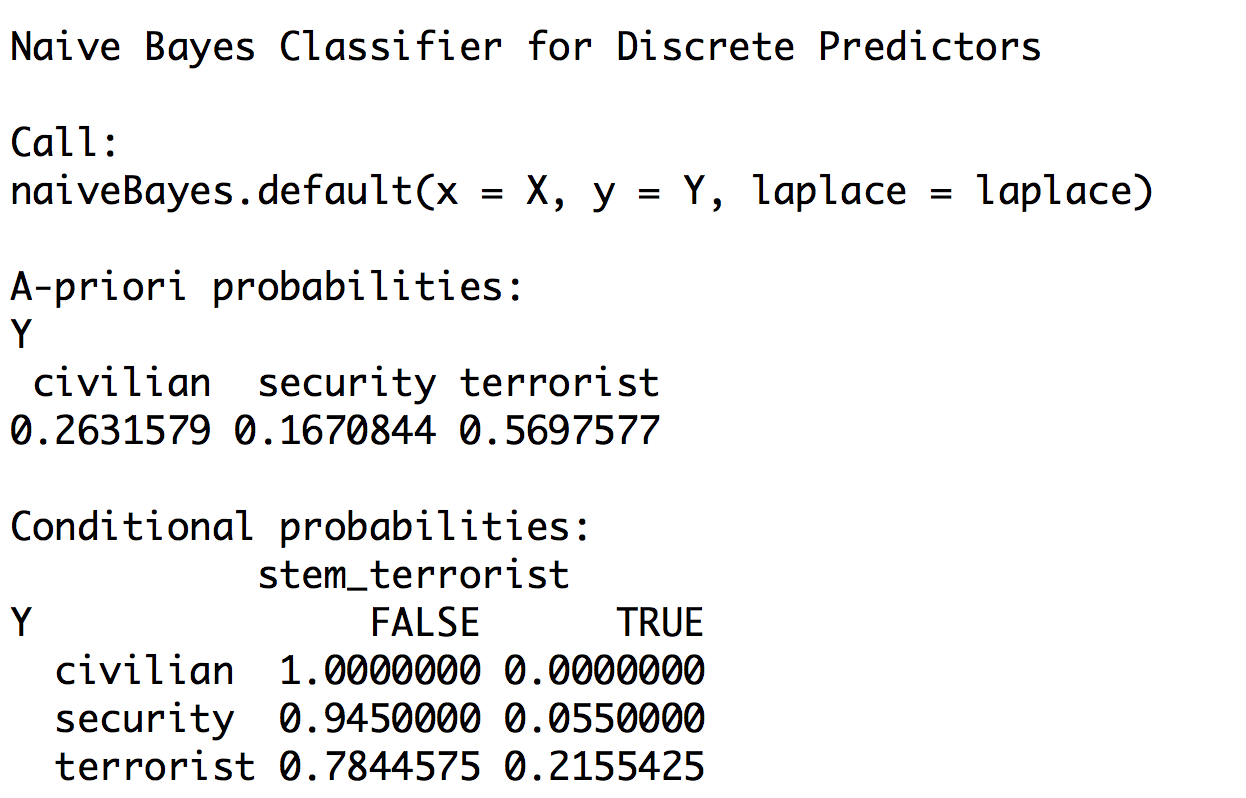 Naive Bayes Classifier for Discrete Predictors
Call:
naiveBayes.default(x = X, y = Y, laplace = laplace)
A-priori probabilities:
Y
civilian security terrorist
0.2631579 0.1670844 0.5697577
Conditional probabilities:
stem_terrorist
Y FALSE TRUE
civilian 1.0000000 0.0000000
security 0.9450000 0.0550000
terrorist 0.7844575 0.2155425